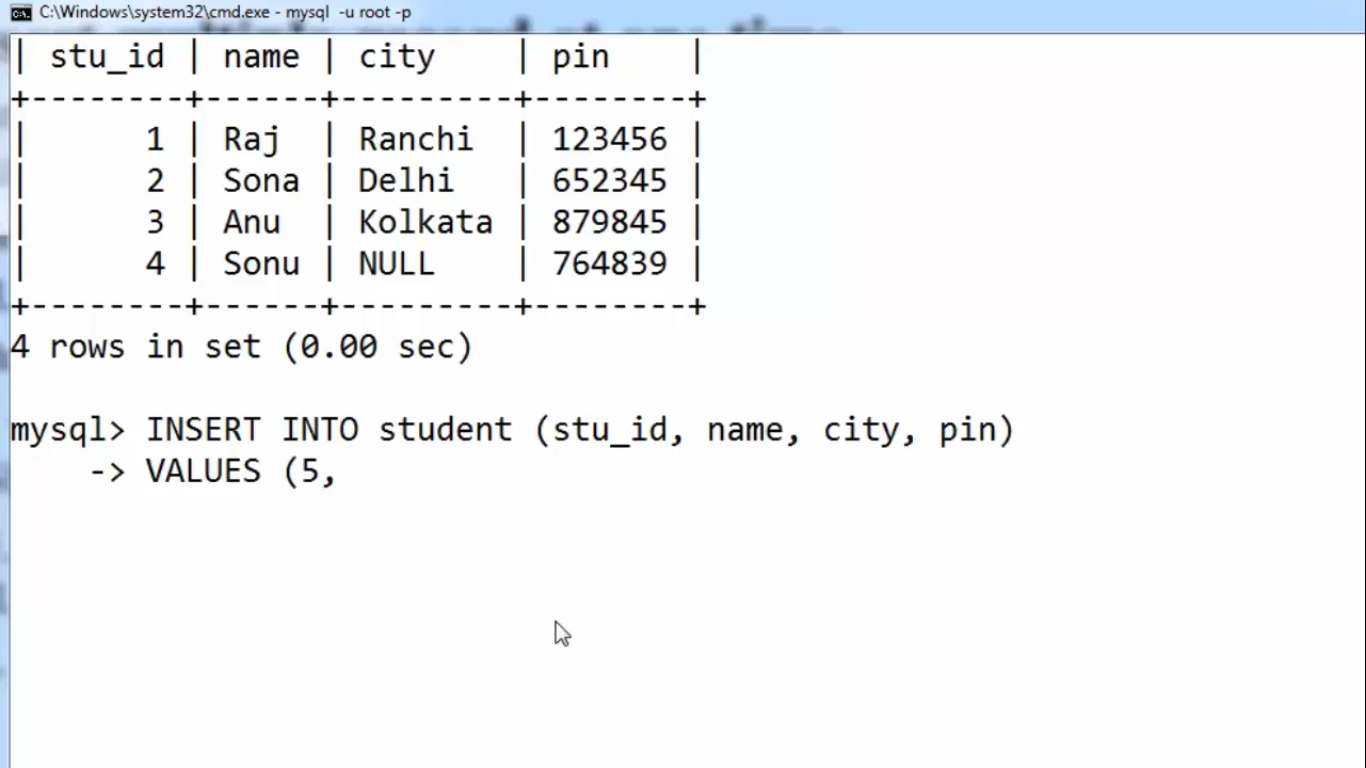 C:\Windows\system32\cmd.exe - mysql -u root -p
| stu_id | name | city    | pin    |
+--------+------+---------+--------+
|      1 | Raj  | Ranchi  | 123456 |
|      2 | Sona | Delhi   | 652345 |
|      3 | Anu  | Kolkata | 879845 |
|      4 | Sonu | NULL    | 764839 |
+--------+------+---------+--------+
4 rows in set (0.00 sec)
mysql> INSERT INTO student (stu_id, name, city, pin)
    -> VALUES (5,